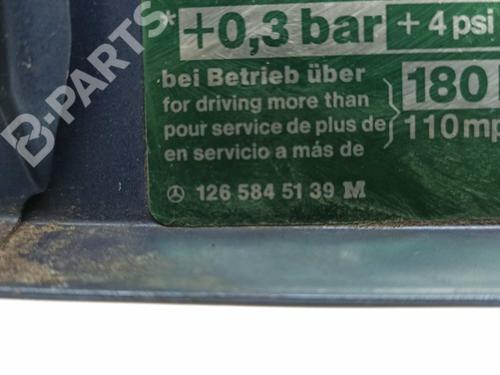 *+0,3 bar + 4 psi
bei Betrieb über
for driving more than
pour service de plus de
en servicio a más de
180
110 mp
126 584 51 39 M
B-PARTS